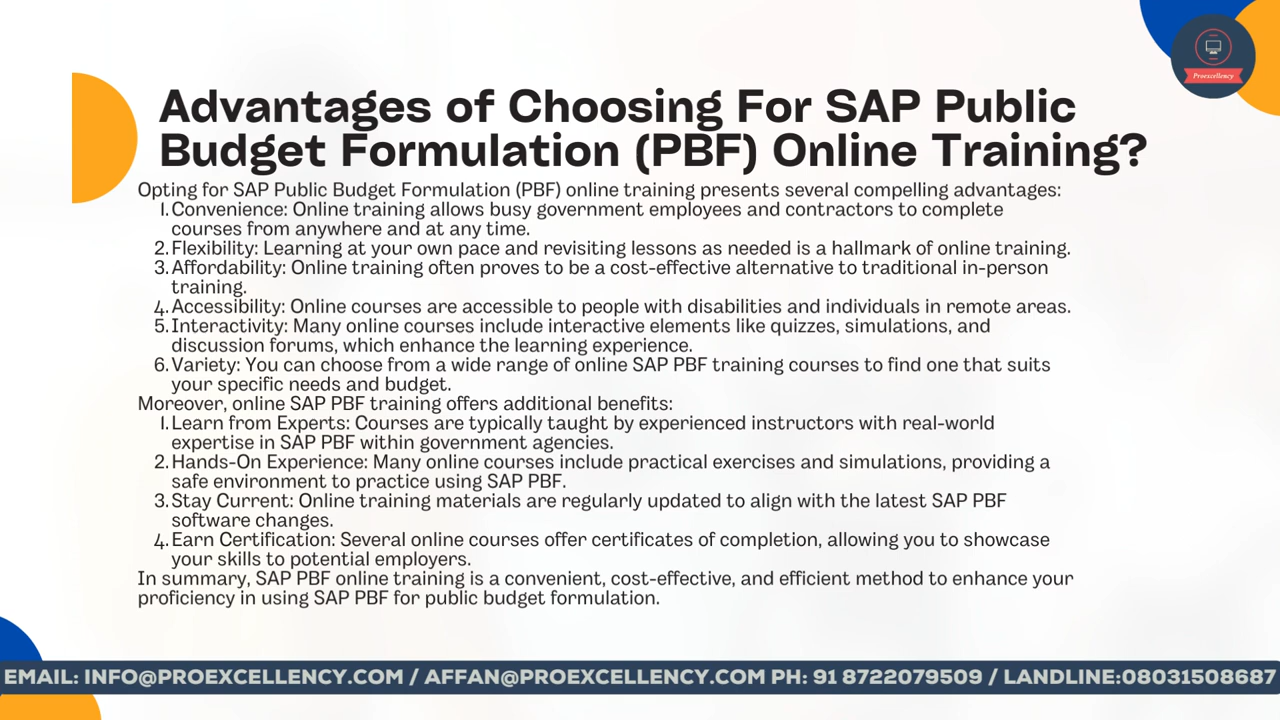 Proexcellency
Advantages of Choosing For SAP Public
Budget Formulation (PBF) Online Training?
Opting for SAP Public Budget Formulation (PBF) online training presents several compelling advantages:
1. Convenience: Online training allows busy government employees and contractors to complete
courses from anywhere and at any time.
2. Flexibility: Learning at your own pace and revisiting lessons as needed is a hallmark of online training.
3. Affordability: Online training often proves to be a cost-effective alternative to traditional in-person
training.
4. Accessibility: Online courses are accessible to people with disabilities and individuals in remote areas.
5. Interactivity: Many online courses include interactive elements like quizzes, simulations, and
discussion forums, which enhance the learning experience.
6. Variety: You can choose from a wide range of online SAP PBF training courses to find one that suits
your specific needs and budget.
Moreover, online SAP PBF training offers additional benefits:
1. Learn from Experts: Courses are typically taught by experienced instructors with real-world
expertise in SAP PBF within government agencies.
2. Hands-On Experience: Many online courses include practical exercises and simulations, providing a
safe environment to practice using SAP PBF.
3. Stay Current: Online training materials are regularly updated to align with the latest SAP PBF
software changes.
4. Earn Certification: Several online courses offer certificates of completion, allowing you to showcase
your skills to potential employers.
In summary, SAP PBF online training is a convenient, cost-effective, and efficient method to enhance your
proficiency in using SAP PBF for public budget formulation.
EMAIL: INFO@PROEXCELLENCY.COM / AFFAN@PROEXCELLENCY.COM PH: 91 8722079509 / LANDLINE:08031508687